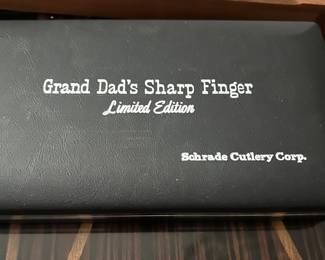 Grand Dad's Sharp Finger
Limited Edition
Schrade Cutlery Corp.